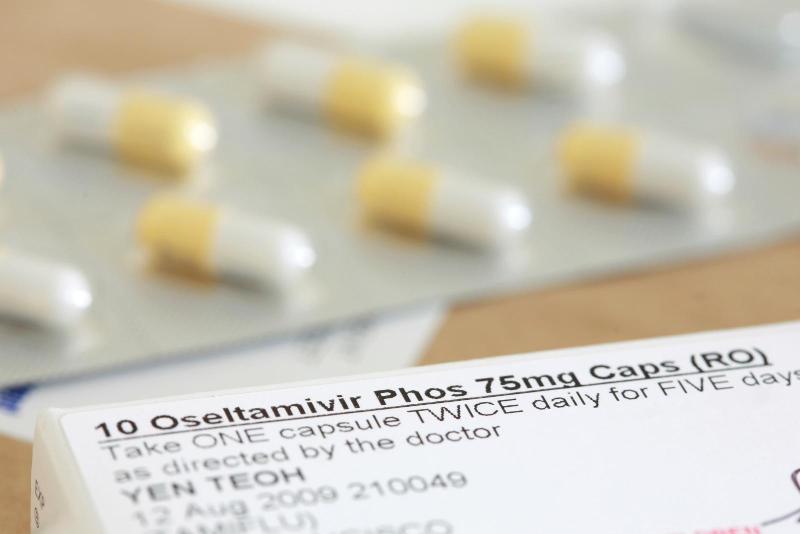 10 Oseltamivir Phos 75mg Caps (RO)
Take ONE capsule TWICE daily for FIVE days
as directed by the doctor
YEN TEOH
12 Aug 2009 210049